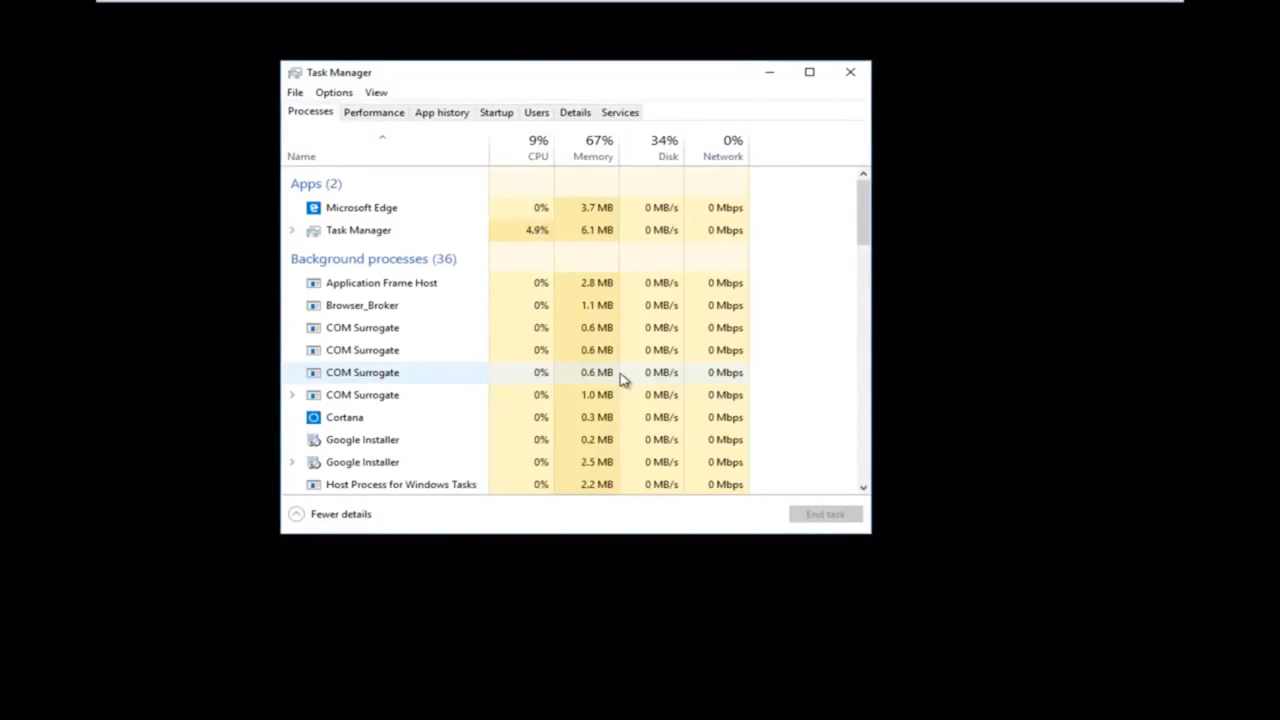 Task Manager
File Options View
Processes Performance App history Startup Users Details Services
9% 67% 34% 0%
Name CPU Memory Disk Network
Apps (2)
Microsoft Edge 0% 3.7 MB 0 MB/s 0 Mbps
Task Manager 4.9% 6.1 MB 0 MB/s 0 Mbps
Background processes (36)
Application Frame Host 0% 2.8 MB 0 MB/s 0 Mbps
Browser_Broker 0% 1.1 MB 0 MB/s 0 Mbps
COM Surrogate 0% 0.6 MB 0 MB/s 0 Mbps
COM Surrogate 0% 0.6 MB 0 MB/s 0 Mbps
COM Surrogate 0% 0.6 MB 0 MB/s 0 Mbps
COM Surrogate 0% 1.0 MB 0 MB/s 0 Mbps
Cortana 0% 0.3 MB 0 MB/s 0 Mbps
Google Installer 0% 0.2 MB 0 MB/s 0 Mbps
Google Installer 0% 2.5 MB 0 MB/s 0 Mbps
Host Process for Windows Tasks 0% 2.2 MB 0 MB/s 0 Mbps
Fewer details End task